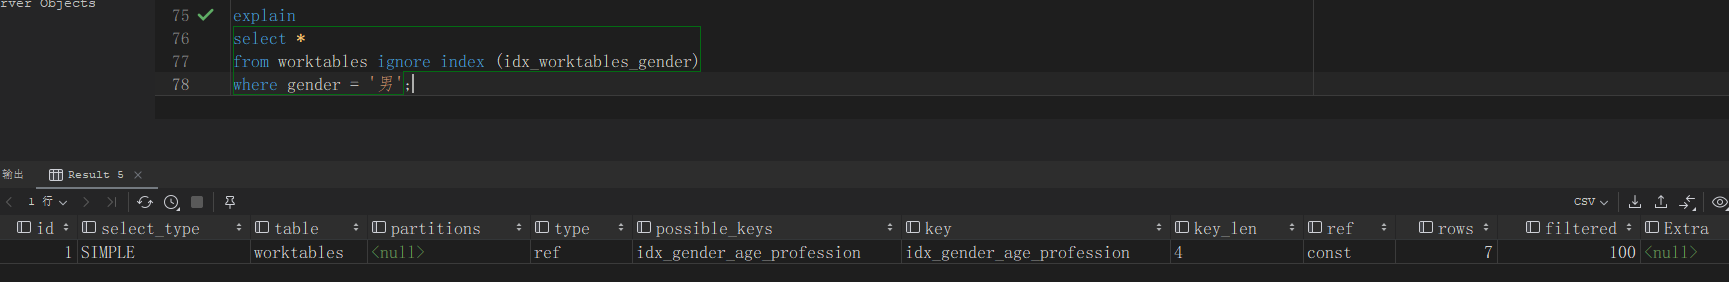 rver Objects
75 explain
76 select *
77 from worktables ignore index (idx_worktables_gender)
78 where gender = '男';
输出 Result 5
1 行 CSV
id select_type table partitions type possible_keys key key_len ref rows filtered Extra
1 SIMPLE worktables <null> ref idx_gender_age_profession idx_gender_age_profession 4 const 7 100 <null>